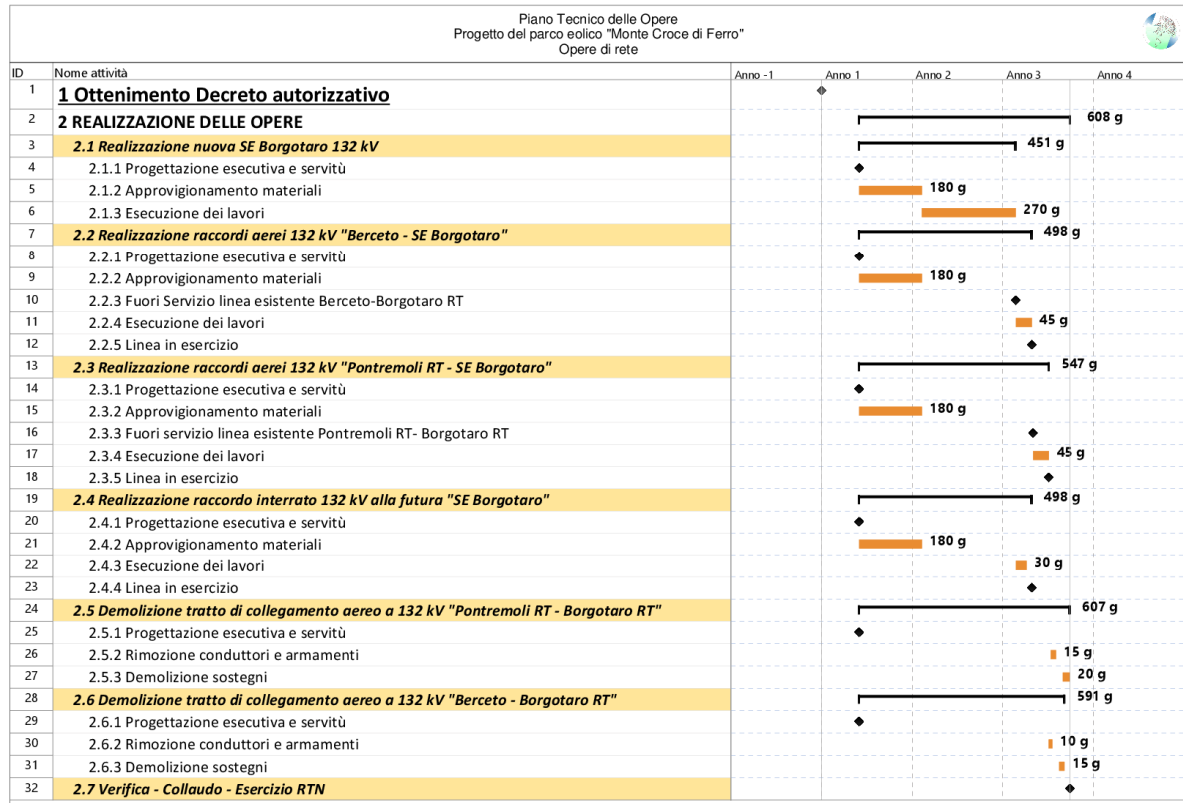 Piano Tecnico delle Opere
Progetto del parco eolico "Monte Croce di Ferro"
Opere di rete
ID Nome attività Anno -1 Anno 1 Anno 2 Anno 3 Anno 4
1 1 Ottenimento Decreto autorizzativo
2 2 REALIZZAZIONE DELLE OPERE 608 g
3 2.1 Realizzazione nuova SE Borgotaro 132 kV 451 g
4 2.1.1 Progettazione esecutiva e servitù
5 2.1.2 Approvigionamento materiali 180 g
6 2.1.3 Esecuzione dei lavori 270 g
7 2.2 Realizzazione raccordi aerei 132 kV "Berceto - SE Borgotaro" 498 g
8 2.2.1 Progettazione esecutiva e servitù
9 2.2.2 Approvigionamento materiali 180 g
10 2.2.3 Fuori Servizio linea esistente Berceto-Borgotaro RT
11 2.2.4 Esecuzione dei lavori 45 g
12 2.2.5 Linea in esercizio
13 2.3 Realizzazione raccordi aerei 132 kV "Pontremoli RT - SE Borgotaro" 547 g
14 2.3.1 Progettazione esecutiva e servitù
15 2.3.2 Approvigionamento materiali 180 g
16 2.3.3 Fuori servizio linea esistente Pontremoli RT- Borgotaro RT
17 2.3.4 Esecuzione dei lavori 45 g
18 2.3.5 Linea in esercizio
19 2.4 Realizzazione raccordo interrato 132 kV alla futura "SE Borgotaro" 498 g
20 2.4.1 Progettazione esecutiva e servitù
21 2.4.2 Approvigionamento materiali 180 g
22 2.4.3 Esecuzione dei lavori 30 g
23 2.4.4 Linea in esercizio
24 2.5 Demolizione tratto di collegamento aereo a 132 kV "Pontremoli RT - Borgotaro RT" 607 g
25 2.5.1 Progettazione esecutiva e servitù
26 2.5.2 Rimozione conduttori e armamenti 15 g
27 2.5.3 Demolizione sostegni 20 g
28 2.6 Demolizione tratto di collegamento aereo a 132 kV "Berceto - Borgotaro RT" 591 g
29 2.6.1 Progettazione esecutiva e servitù
30 2.6.2 Rimozione conduttori e armamenti 10 g
31 2.6.3 Demolizione sostegni 15 g
32 2.7 Verifica - Collaudo - Esercizio RTN